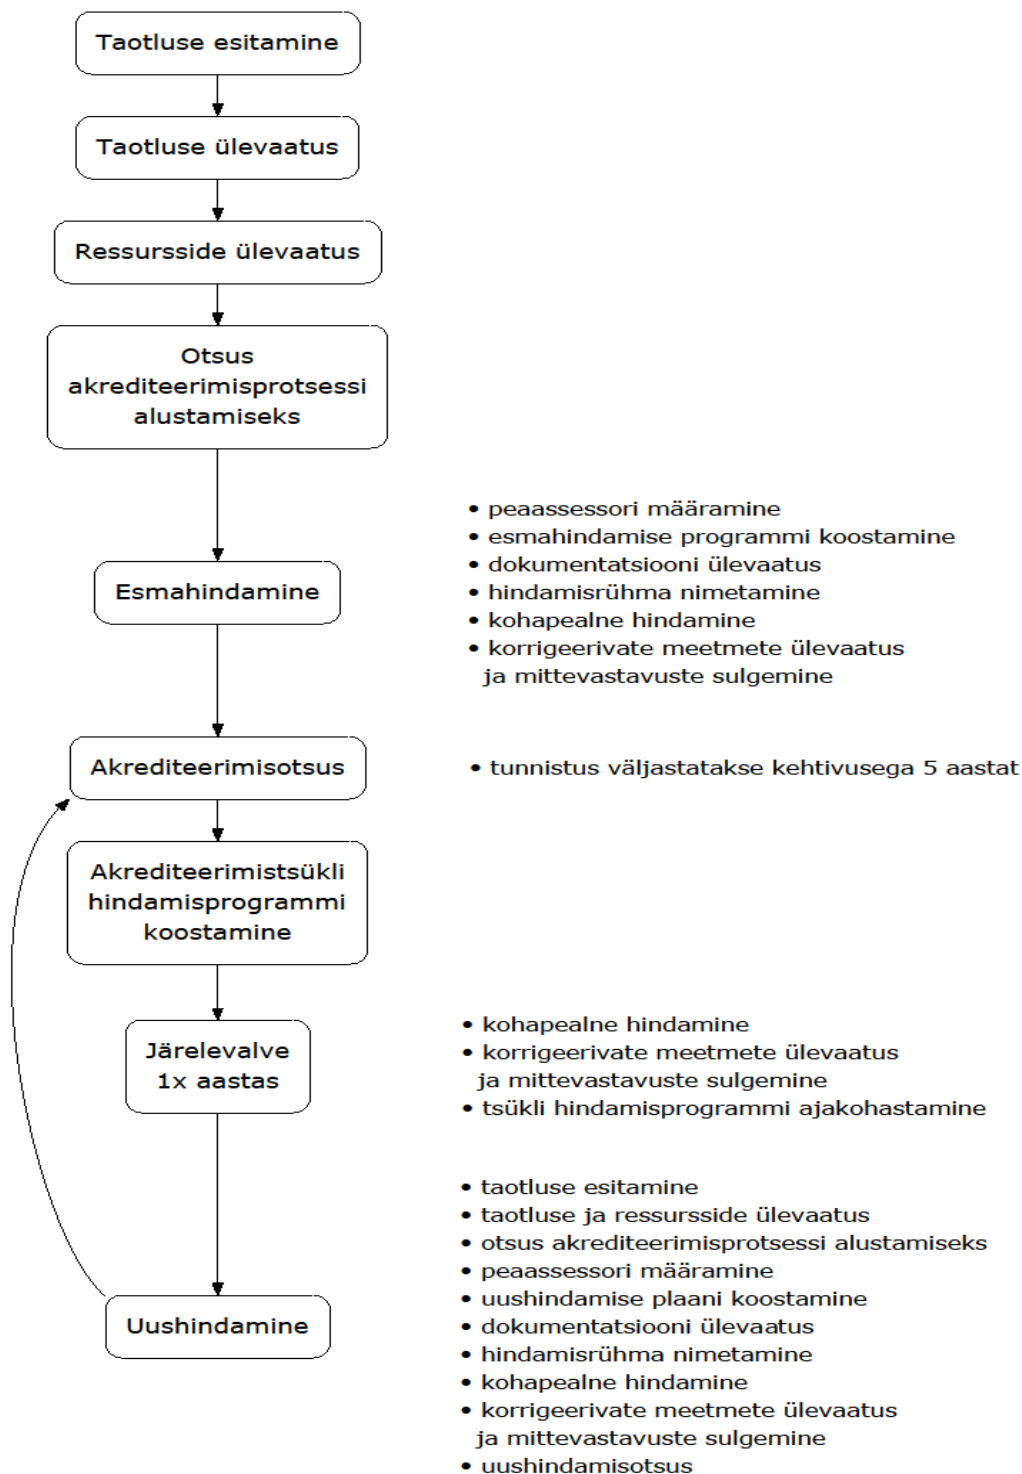 Taotluse esitamine
Taotluse ülevaatus
Ressursside ülevaatus
Otsus
akrediteerimisprotsessi
alustamiseks
Esmahindamine
• peaassessori määramine
• esmahindamise programmi koostamine
• dokumentatsiooni ülevaatus
• hindamisrühma nimetamine
• kohapealne hindamine
• korrigeerivate meetmete ülevaatus
ja mittevastavuste sulgemine
Akrediteerimisotsus
• tunnistus väljastatakse kehtivusega 5 aastat
Akrediteerimistsükli
hindamisprogrammi
koostamine
Järelevalve
1x aastas
• kohapealne hindamine
• korrigeerivate meetmete ülevaatus
ja mittevastavuste sulgemine
• tsükli hindamisprogrammi ajakohastamine
Uushindamine
• taotluse esitamine
• taotluse ja ressursside ülevaatus
• otsus akrediteerimisprotsessi alustamiseks
• peaassessori määramine
• uushindamise plaani koostamine
• dokumentatsiooni ülevaatus
• hindamisrühma nimetamine
• kohapealne hindamine
• korrigeerivate meetmete ülevaatus
ja mittevastavuste sulgemine
• uushindamisotsus